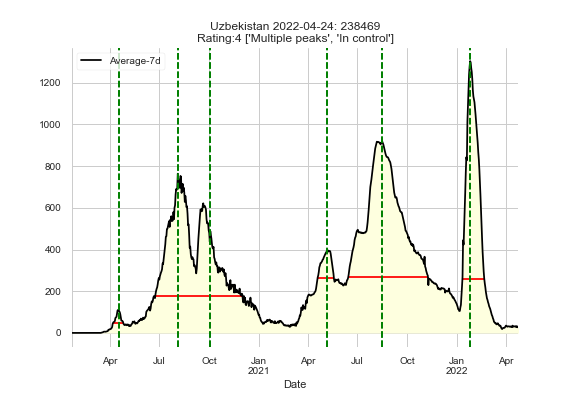 Uzbekistan 2022-04-24: 238469
Rating:4 ['Multiple peaks', 'In control']
Average-7d
1200
1000
800
600
400
200
0
Apr Jul Oct Jan Apr Jul Oct Jan Apr
2021 2022
Date